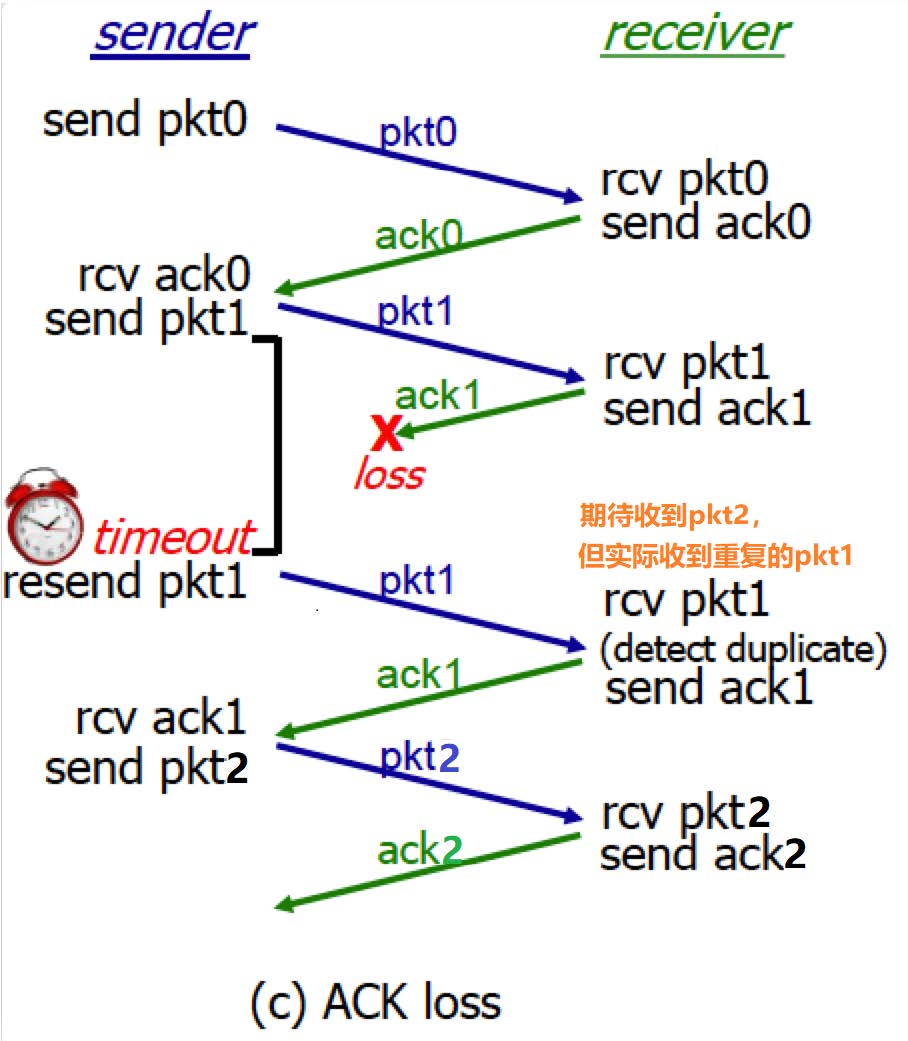 sender
receiver
send pkt0
pkt0
rcv pkt0
send ack0
ack0
rcv ack0
send pkt1
pkt1
rcv pkt1
send ack1
ack1
X
loss
timeout
期待收到pkt2，
但实际收到重复的pkt1
resend pkt1
pkt1
rcv pkt1
(detect duplicate)
send ack1
ack1
rcv ack1
send pkt2
pkt2
rcv pkt2
send ack2
ack2
(c) ACK loss